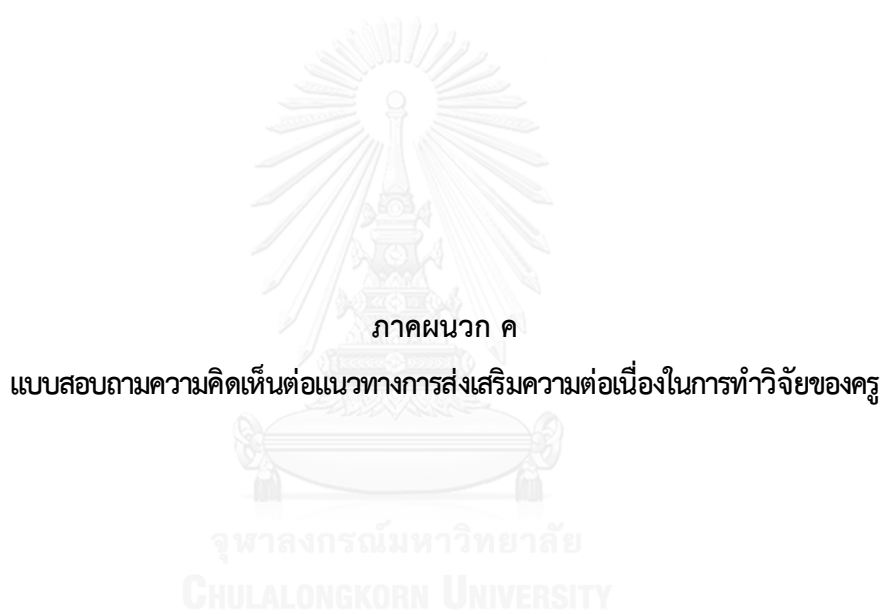 ภาคผนวก ค
แบบสอบถามความคิดเห็นต่อแนวทางการส่งเสริมความต่อเนื่องในการทำวิจัยของครู
จุฬาลงกรณ์มหาวิทยาลัย
CHULALONGKORN UNIVERSITY